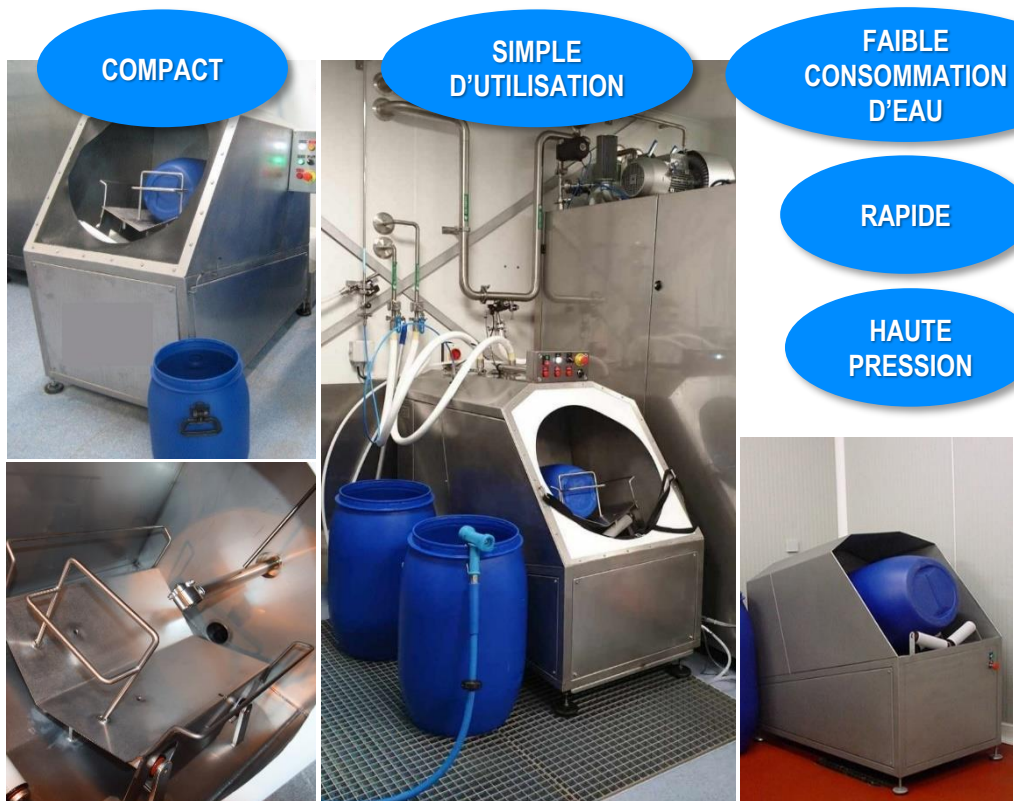 COMPACT
SIMPLE
D'UTILISATION
FAIBLE
CONSOMMATION
D'EAU
RAPIDE
HAUTE
PRESSION